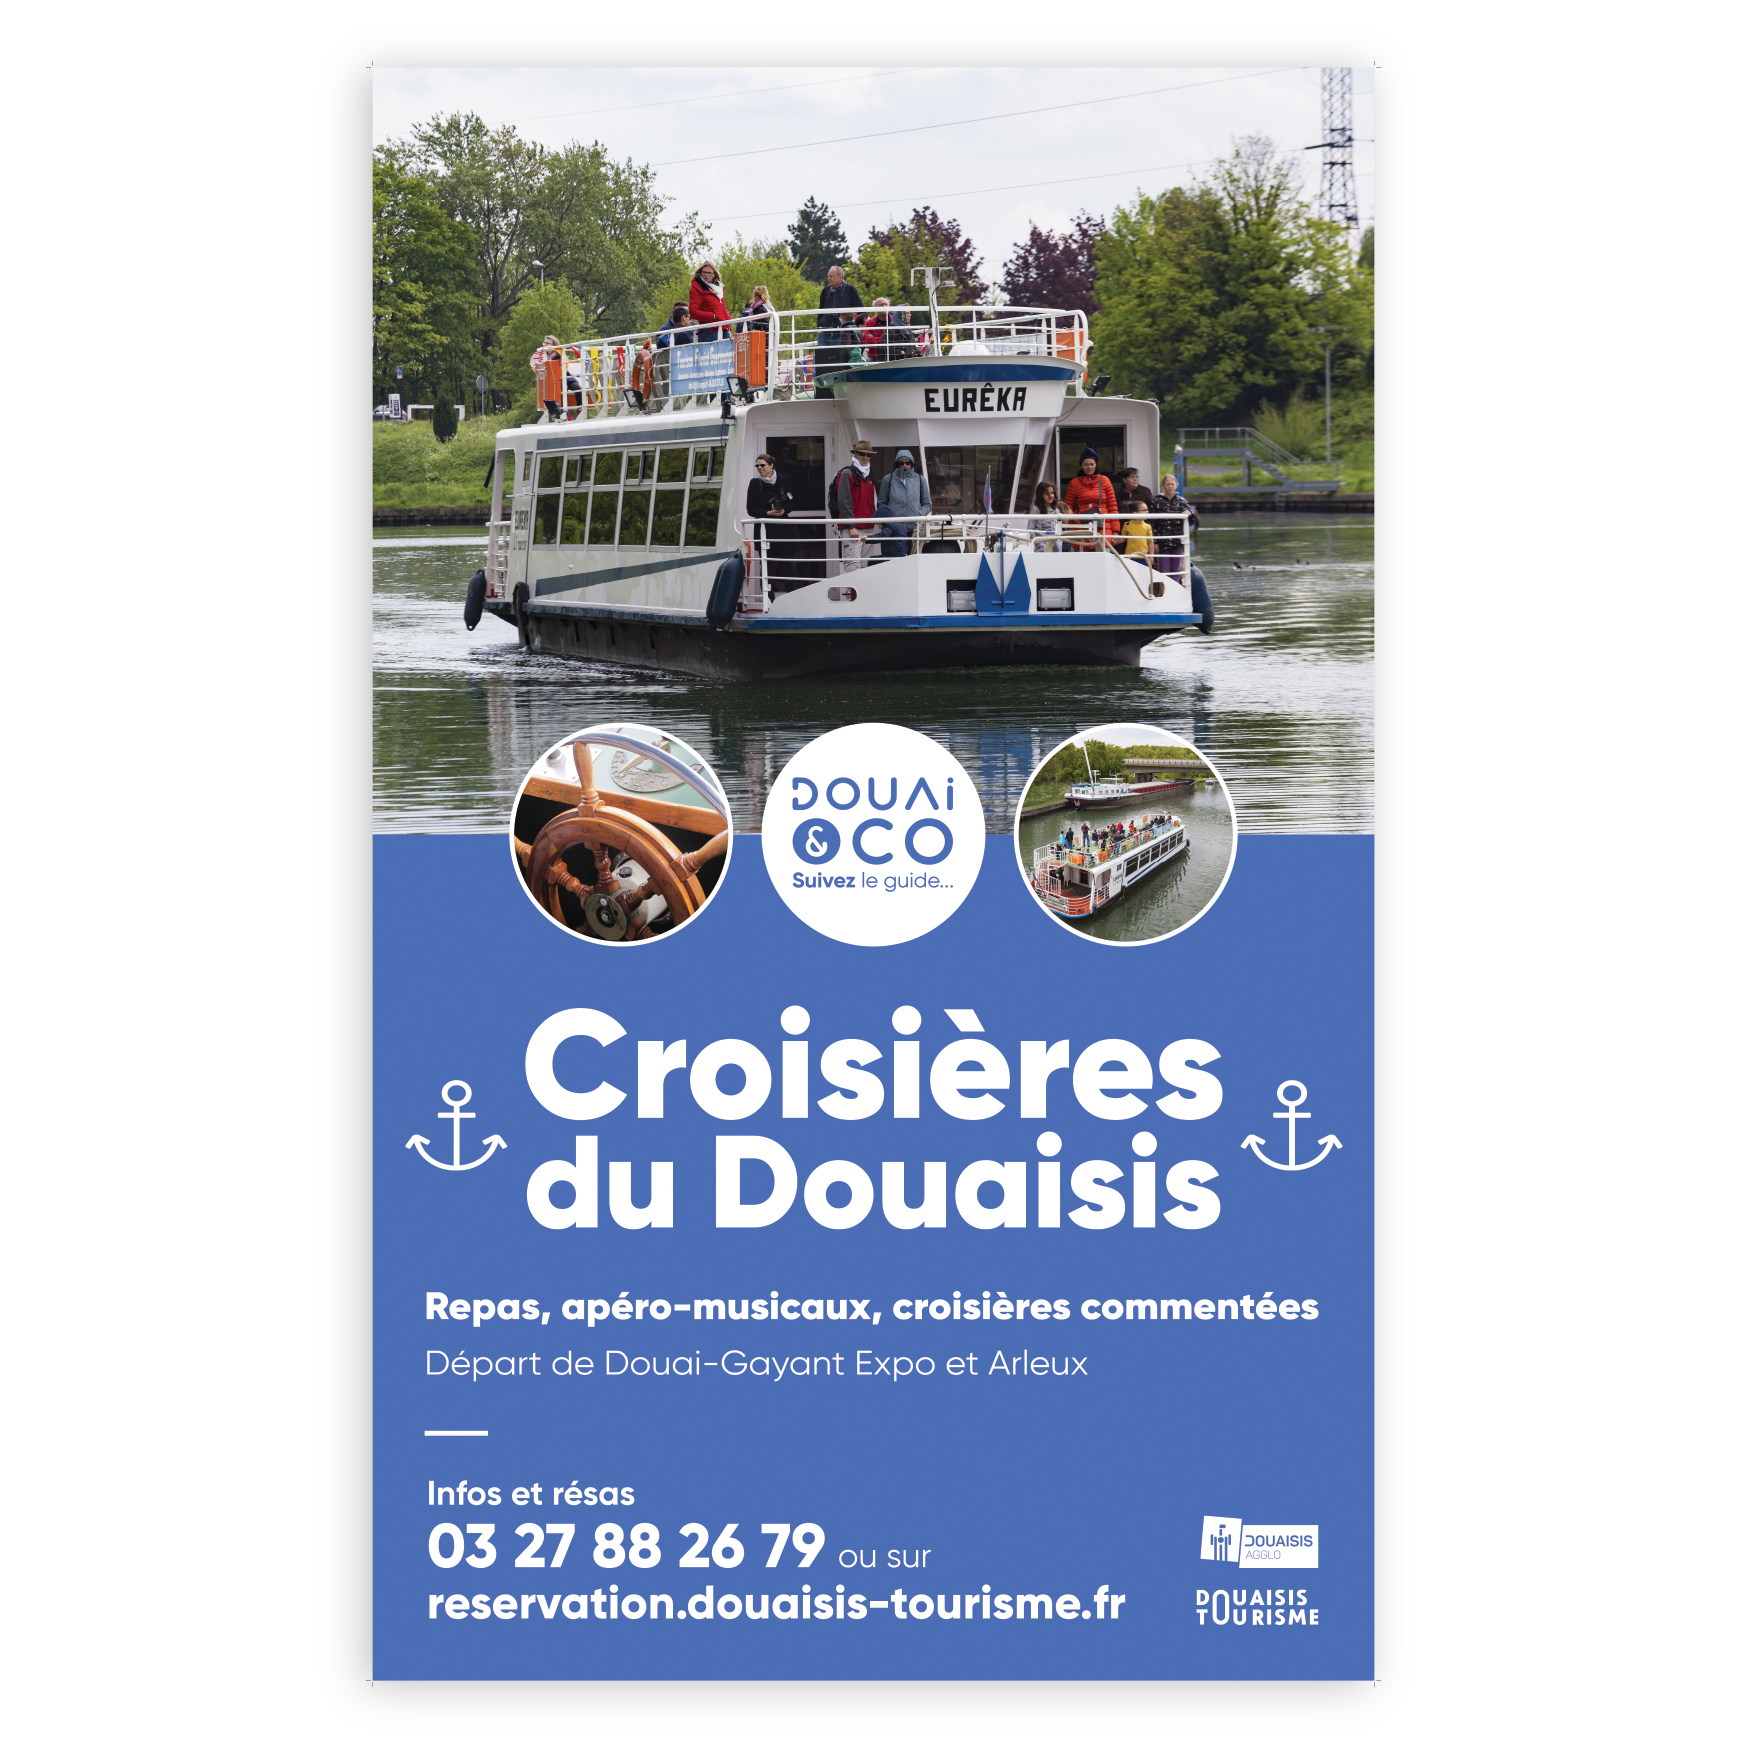 EURÊKA
DOUAi
& CO
Suivez le guide...
Croisières
du Douaisis
Repas, apéro-musicaux, croisières commentées
Départ de Douai-Gayant Expo et Arleux
Infos et résas
03 27 88 26 79 ou sur
reservation.douaisis-tourisme.fr
DOUAISIS
AGGLO
DOUAISIS
TOURISME